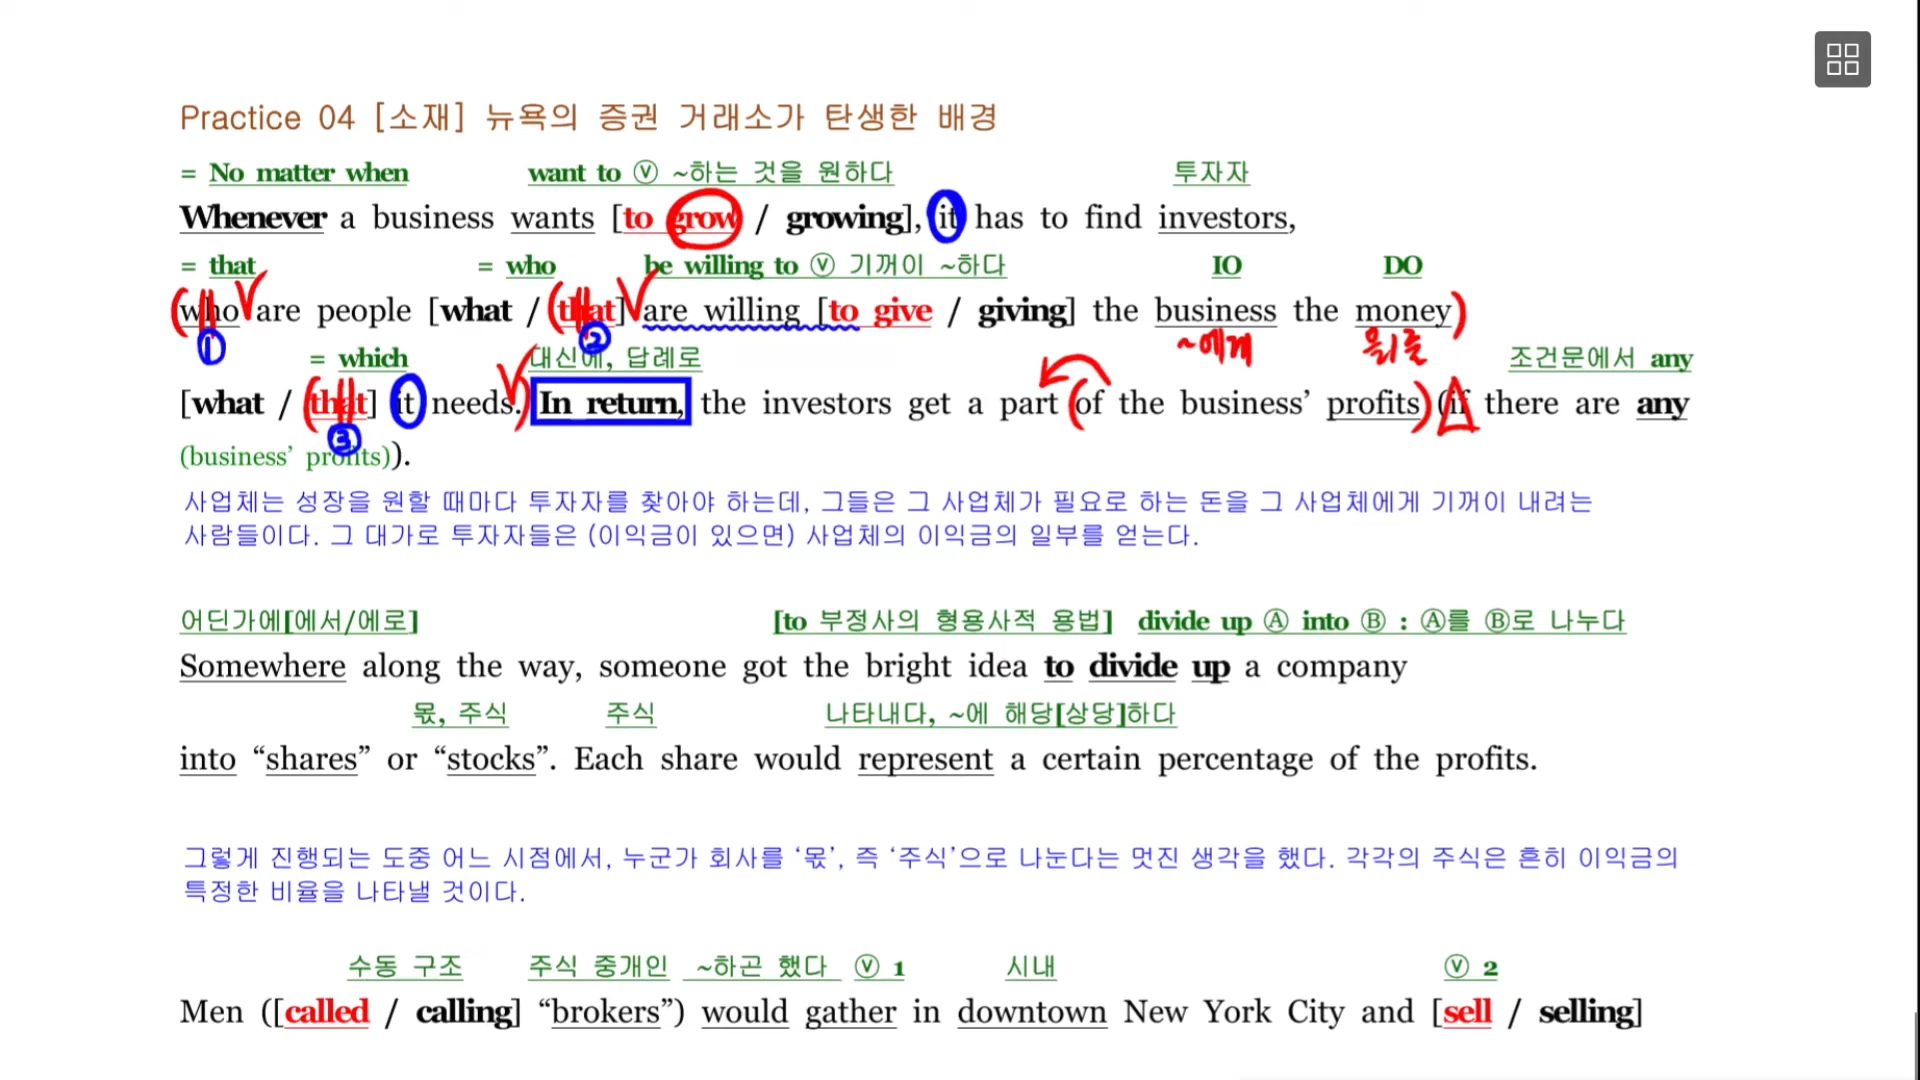 Practice 04 [소재] 뉴욕의 증권 거래소가 탄생한 배경
= No matter when want to ⓥ ~하는 것을 원하다 투자자
Whenever a business wants [to grow / growing], it has to find investors,
= that = who be willing to ⓥ 기꺼이 ~하다 IO DO
(who are people [what / (that] are willing [to give / giving] the business the money)
① ② ~에게 을/를
= which 대신에, 답례로 조건문에서 any
[what / (that] it needs.) In return, the investors get a part (of the business’ profits) (if there are any
③
(business’ profits)).
사업체는 성장을 원할 때마다 투자자를 찾아야 하는데, 그들은 그 사업체가 필요로 하는 돈을 그 사업체에게 기꺼이 내려는
사람들이다. 그 대가로 투자자들은 (이익금이 있으면) 사업체의 이익금의 일부를 얻는다.
어딘가에[에서/에로] [to 부정사의 형용사적 용법] divide up Ⓐ into Ⓑ : Ⓐ를 Ⓑ로 나누다
Somewhere along the way, someone got the bright idea to divide up a company
몫, 주식 주식 나타내다, ~에 해당[상당]하다
into “shares” or “stocks”. Each share would represent a certain percentage of the profits.
그렇게 진행되는 도중 어느 시점에서, 누군가 회사를 ‘몫’, 즉 ‘주식’으로 나눈다는 멋진 생각을 했다. 각각의 주식은 흔히 이익금의
특정한 비율을 나타낼 것이다.
수동 구조 주식 중개인 ~하곤 했다 ⓥ 1 시내 ⓥ 2
Men ([called / calling] “brokers”) would gather in downtown New York City and [sell / selling]